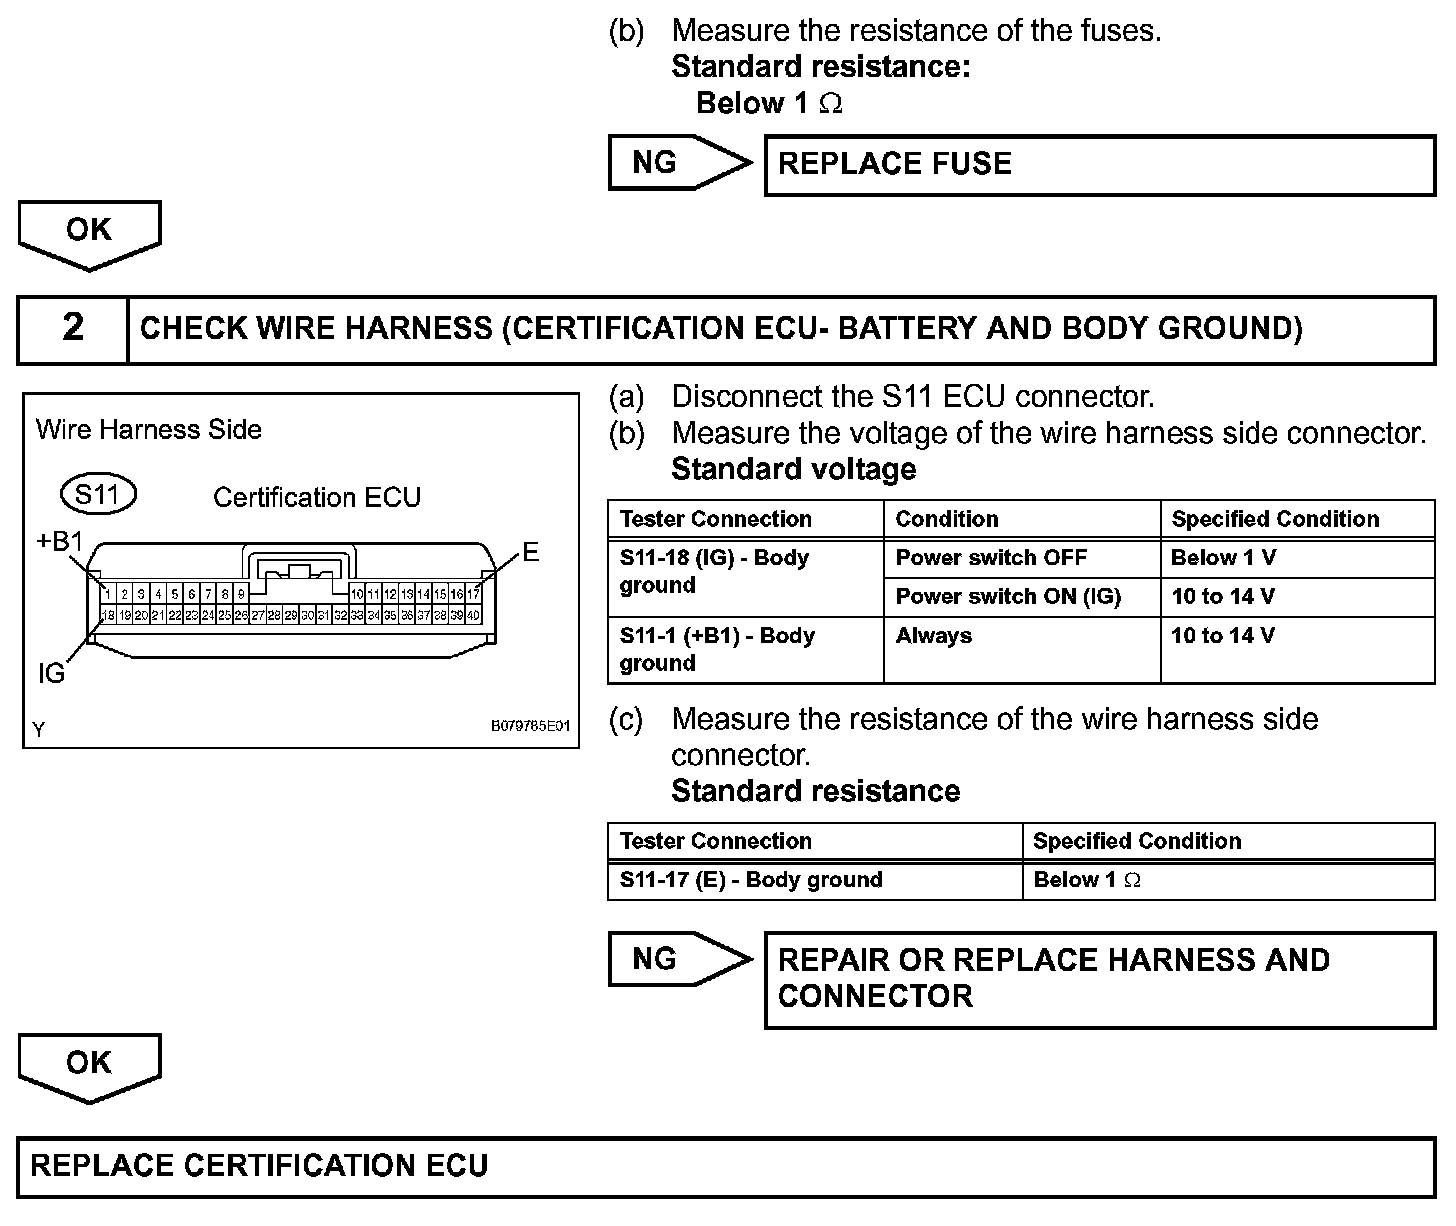 (b) Measure the resistance of the fuses.
Standard resistance:
Below 1 Ω
NG REPLACE FUSE
OK
2 CHECK WIRE HARNESS (CERTIFICATION ECU- BATTERY AND BODY GROUND)
Wire Harness Side
S11 Certification ECU
+B1
E
1 2 3 4 5 6 7 8 9 10 11 12 13 14 15 16 17
18 19 20 21 22 23 24 25 26 27 28 29 30 31 32 33 34 35 36 37 38 39 40
IG
Y B079785E01
(a) Disconnect the S11 ECU connector.
(b) Measure the voltage of the wire harness side connector.
Standard voltage
Tester Connection Condition Specified Condition
S11-18 (IG) - Body
ground
Power switch OFF Below 1 V
Power switch ON (IG) 10 to 14 V
S11-1 (+B1) - Body
ground
Always 10 to 14 V
(c) Measure the resistance of the wire harness side
connector.
Standard resistance
Tester Connection Specified Condition
S11-17 (E) - Body ground Below 1 Ω
NG REPAIR OR REPLACE HARNESS AND
CONNECTOR
OK
REPLACE CERTIFICATION ECU